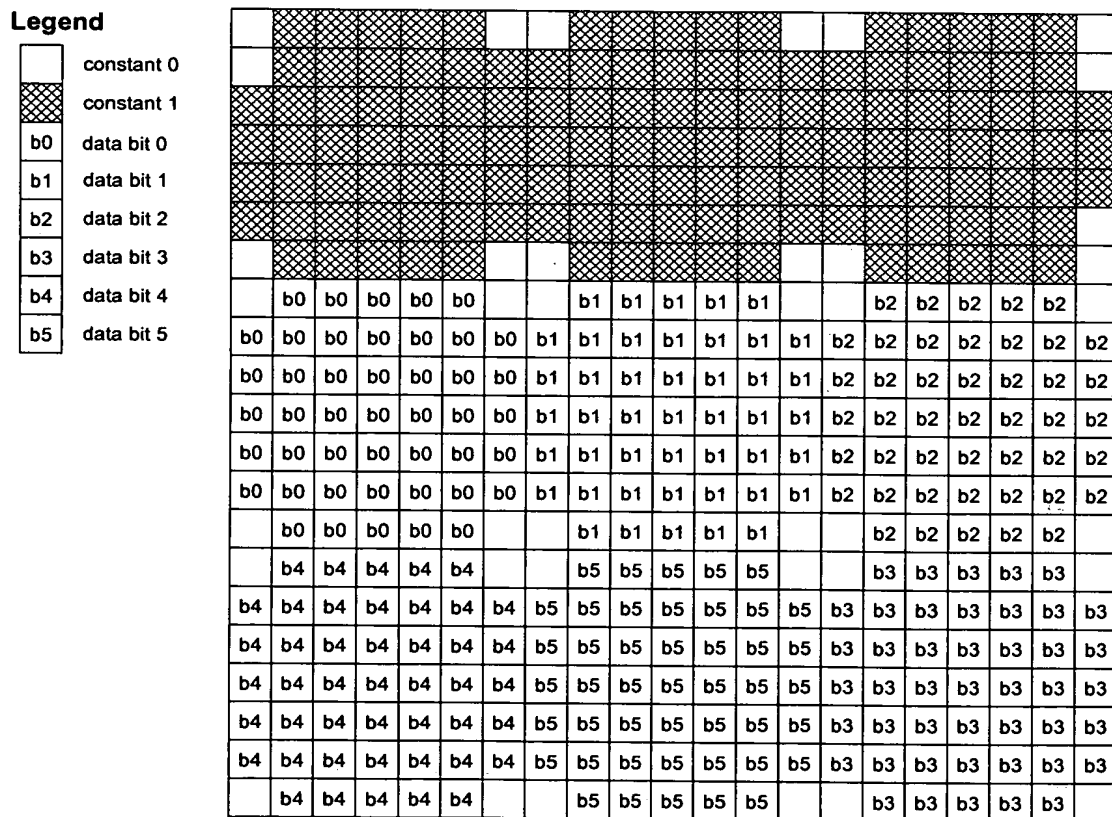 Legend
constant 0
constant 1
b0 data bit 0
b1 data bit 1
b2 data bit 2
b3 data bit 3
b4 data bit 4
b5 data bit 5
b0 b0 b0 b0 b0 b1 b1 b1 b1 b1 b2 b2 b2 b2 b2
b0 b0 b0 b0 b0 b0 b0 b1 b1 b1 b1 b1 b1 b1 b2 b2 b2 b2 b2 b2 b2
b0 b0 b0 b0 b0 b0 b0 b1 b1 b1 b1 b1 b1 b1 b2 b2 b2 b2 b2 b2 b2
b0 b0 b0 b0 b0 b0 b0 b1 b1 b1 b1 b1 b1 b1 b2 b2 b2 b2 b2 b2 b2
b0 b0 b0 b0 b0 b0 b0 b1 b1 b1 b1 b1 b1 b1 b2 b2 b2 b2 b2 b2 b2
b0 b0 b0 b0 b0 b0 b0 b1 b1 b1 b1 b1 b1 b1 b2 b2 b2 b2 b2 b2 b2
b0 b0 b0 b0 b0 b1 b1 b1 b1 b1 b2 b2 b2 b2 b2
b4 b4 b4 b4 b4 b5 b5 b5 b5 b5 b3 b3 b3 b3 b3
b4 b4 b4 b4 b4 b4 b4 b5 b5 b5 b5 b5 b5 b5 b3 b3 b3 b3 b3 b3 b3
b4 b4 b4 b4 b4 b4 b4 b5 b5 b5 b5 b5 b5 b5 b3 b3 b3 b3 b3 b3 b3
b4 b4 b4 b4 b4 b4 b4 b5 b5 b5 b5 b5 b5 b5 b3 b3 b3 b3 b3 b3 b3
b4 b4 b4 b4 b4 b4 b4 b5 b5 b5 b5 b5 b5 b5 b3 b3 b3 b3 b3 b3 b3
b4 b4 b4 b4 b4 b4 b4 b5 b5 b5 b5 b5 b5 b5 b3 b3 b3 b3 b3 b3 b3
b4 b4 b4 b4 b4 b5 b5 b5 b5 b5 b3 b3 b3 b3 b3